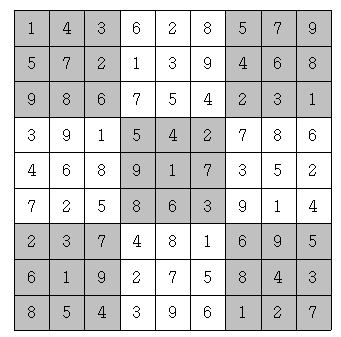 1 4 3 6 2 8 5 7 9
5 7 2 1 3 9 4 6 8
9 8 6 7 5 4 2 3 1
3 9 1 5 4 2 7 8 6
4 6 8 9 1 7 3 5 2
7 2 5 8 6 3 9 1 4
2 3 7 4 8 1 6 9 5
6 1 9 2 7 5 8 4 3
8 5 4 3 9 6 1 2 7